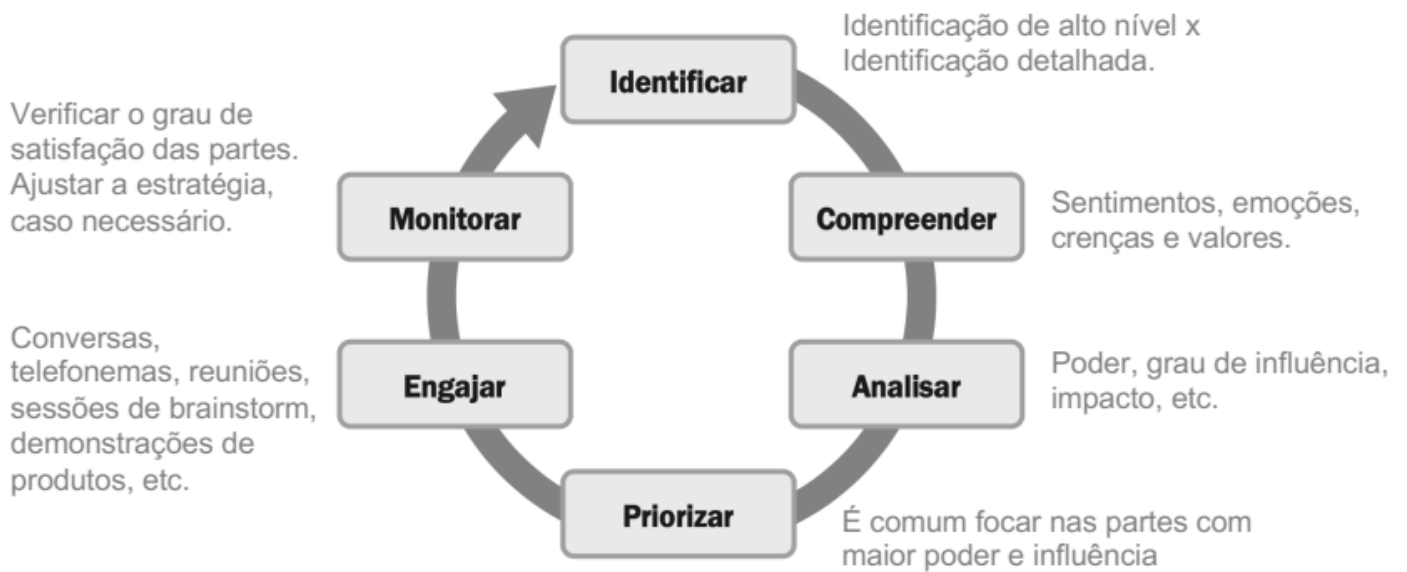 Identificar
Identificação de alto nível x
Identificação detalhada.
Compreender
Sentimentos, emoções,
crenças e valores.
Analisar
Poder, grau de influência,
impacto, etc.
Priorizar
É comum focar nas partes com
maior poder e influência
Engajar
Conversas,
telefonemas, reuniões,
sessões de brainstorm,
demonstrações de
produtos, etc.
Monitorar
Verificar o grau de
satisfação das partes.
Ajustar a estratégia,
caso necessário.